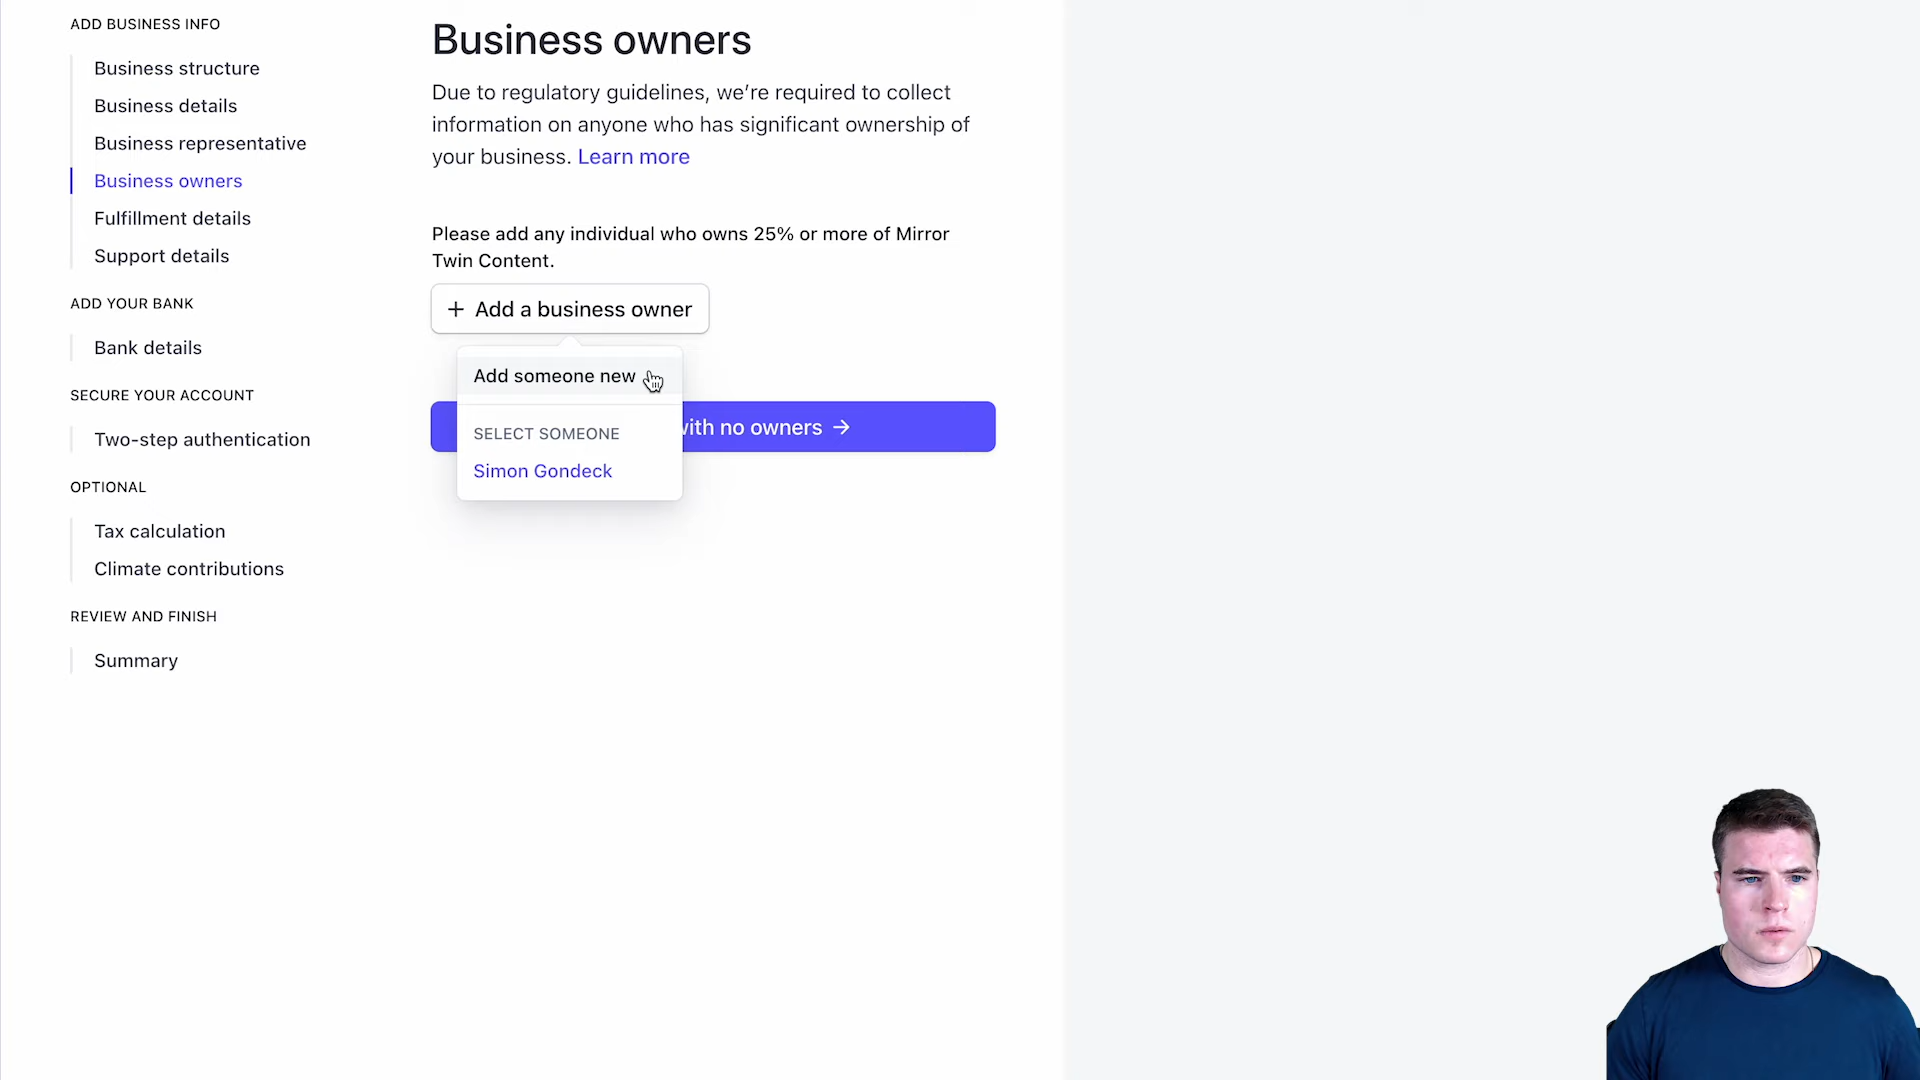 ADD BUSINESS INFO
Business structure
Business details
Business representative
Business owners
Fulfillment details
Support details
ADD YOUR BANK
Bank details
SECURE YOUR ACCOUNT
Two-step authentication
OPTIONAL
Tax calculation
Climate contributions
REVIEW AND FINISH
Summary
Business owners
Due to regulatory guidelines, we're required to collect
information on anyone who has significant ownership of
your business. Learn more
Please add any individual who owns 25% or more of Mirror
Twin Content.
+ Add a business owner
Add someone new
SELECT SOMEONE
Simon Gondeck
with no owners →